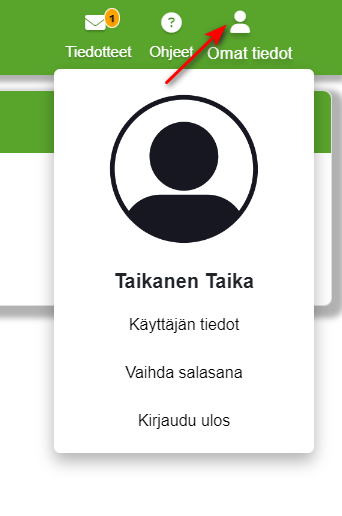 1
Tiedotteet
?
Ohjeet
Omat tiedot
Taikanen Taika
Käyttäjän tiedot
Vaihda salasana
Kirjaudu ulos